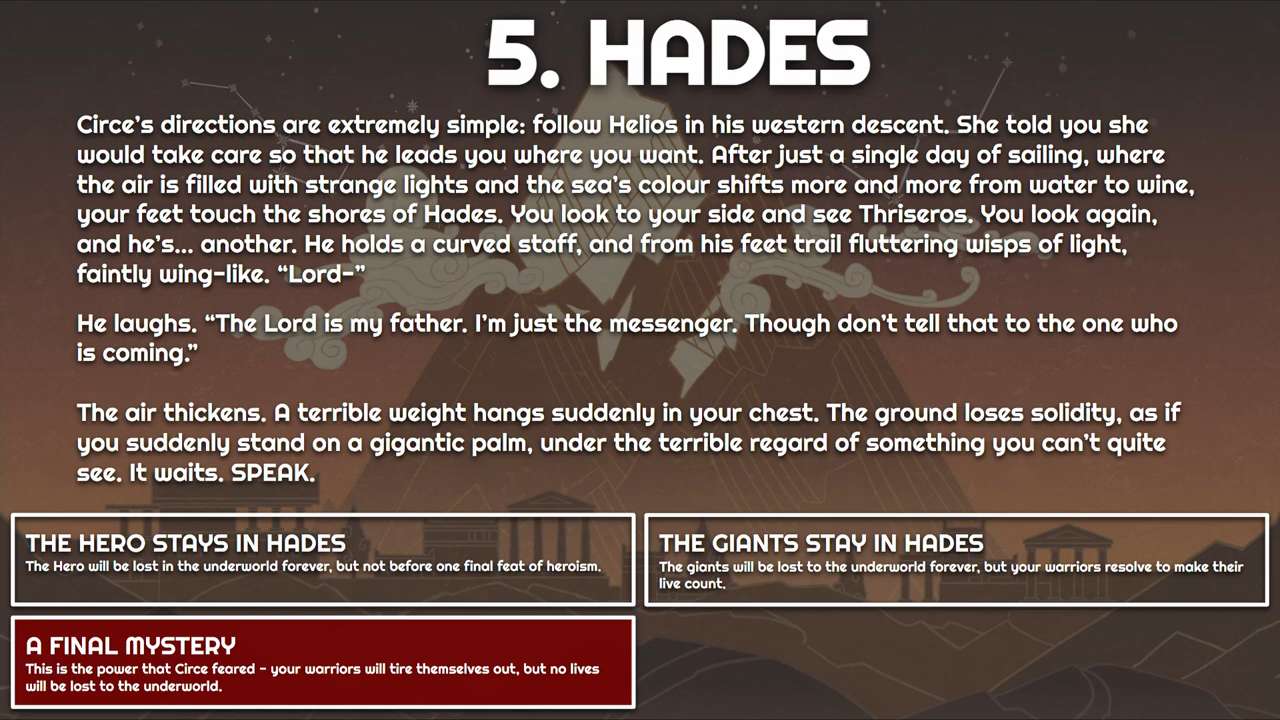 5. HADES
Circe's directions are extremely simple: follow Helios in his western descent. She told you she
would take care so that he leads you where you want. After just a single day of sailing, where
the air is filled with strange lights and the sea's colour shifts more and more from water to wine,
your feet touch the shores of Hades. You look to your side and see Thriseros. You look again,
and he's... another. He holds a curved staff, and from his feet trail fluttering wisps of light,
faintly wing-like. “Lord-”
He laughs. “The Lord is my father. I'm just the messenger. Though don't tell that to the one who
is coming.”
The air thickens. A terrible weight hangs suddenly in your chest. The ground loses solidity, as if
you suddenly stand on a gigantic palm, under the terrible regard of something you can't quite
see. It waits. SPEAK.
THE HERO STAYS IN HADES
The Hero will be lost in the underworld forever, but not before one final feat of heroism.
THE GIANTS STAY IN HADES
The giants will be lost to the underworld forever, but your warriors resolve to make their
live count.
A FINAL MYSTERY
This is the power that Circe feared - your warriors will tire themselves out, but no lives
will be lost to the underworld.